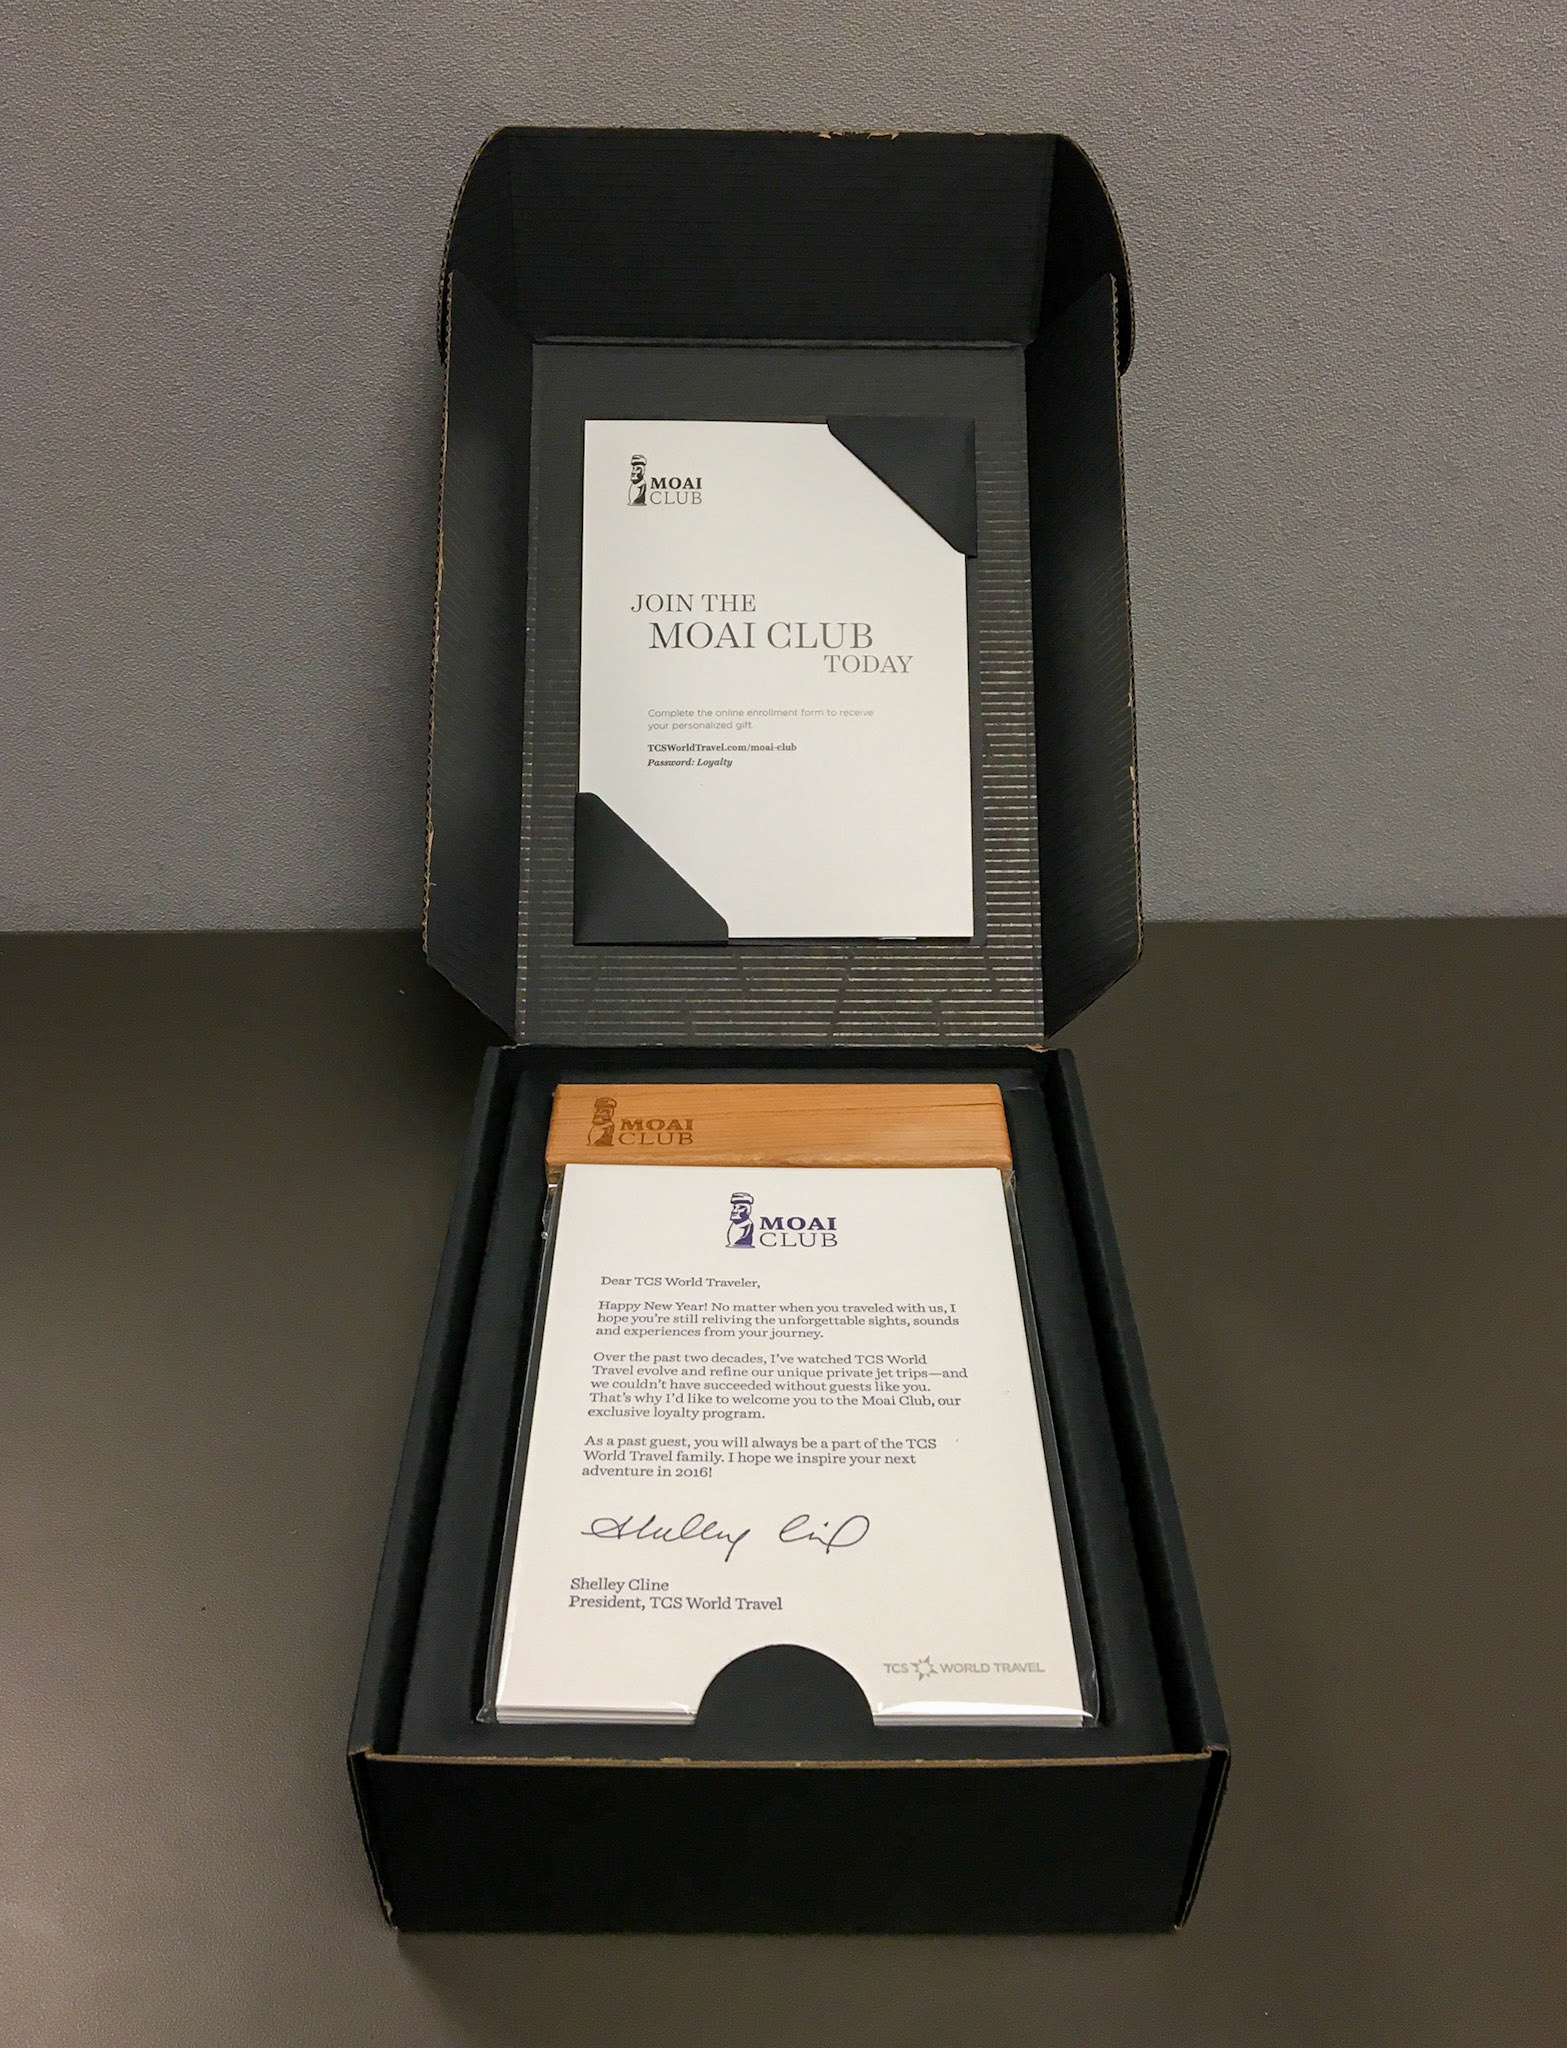 MOAI
CLUB
JOIN THE
MOAI CLUB
TODAY
Complete the online enrollment form to receive
your personalized gift.
TCSWorldTravel.com/moai-club
Password: Loyalty
MOAI
CLUB
MOAI
CLUB
Dear TCS World Traveler,
Happy New Year! No matter when you traveled with us, I
hope you're still reliving the unforgettable sights, sounds
and experiences from your journey.
Over the past two decades, I've watched TCS World
Travel evolve and refine our unique private jet trips—and
we couldn't have succeeded without guests like you.
That's why I'd like to welcome you to the Moai Club, our
exclusive loyalty program.
As a past guest, you will always be a part of the TCS
World Travel family. I hope we inspire your next
adventure in 2016!
Shelley Cline
Shelley Cline
President, TCS World Travel
TCS WORLD TRAVEL